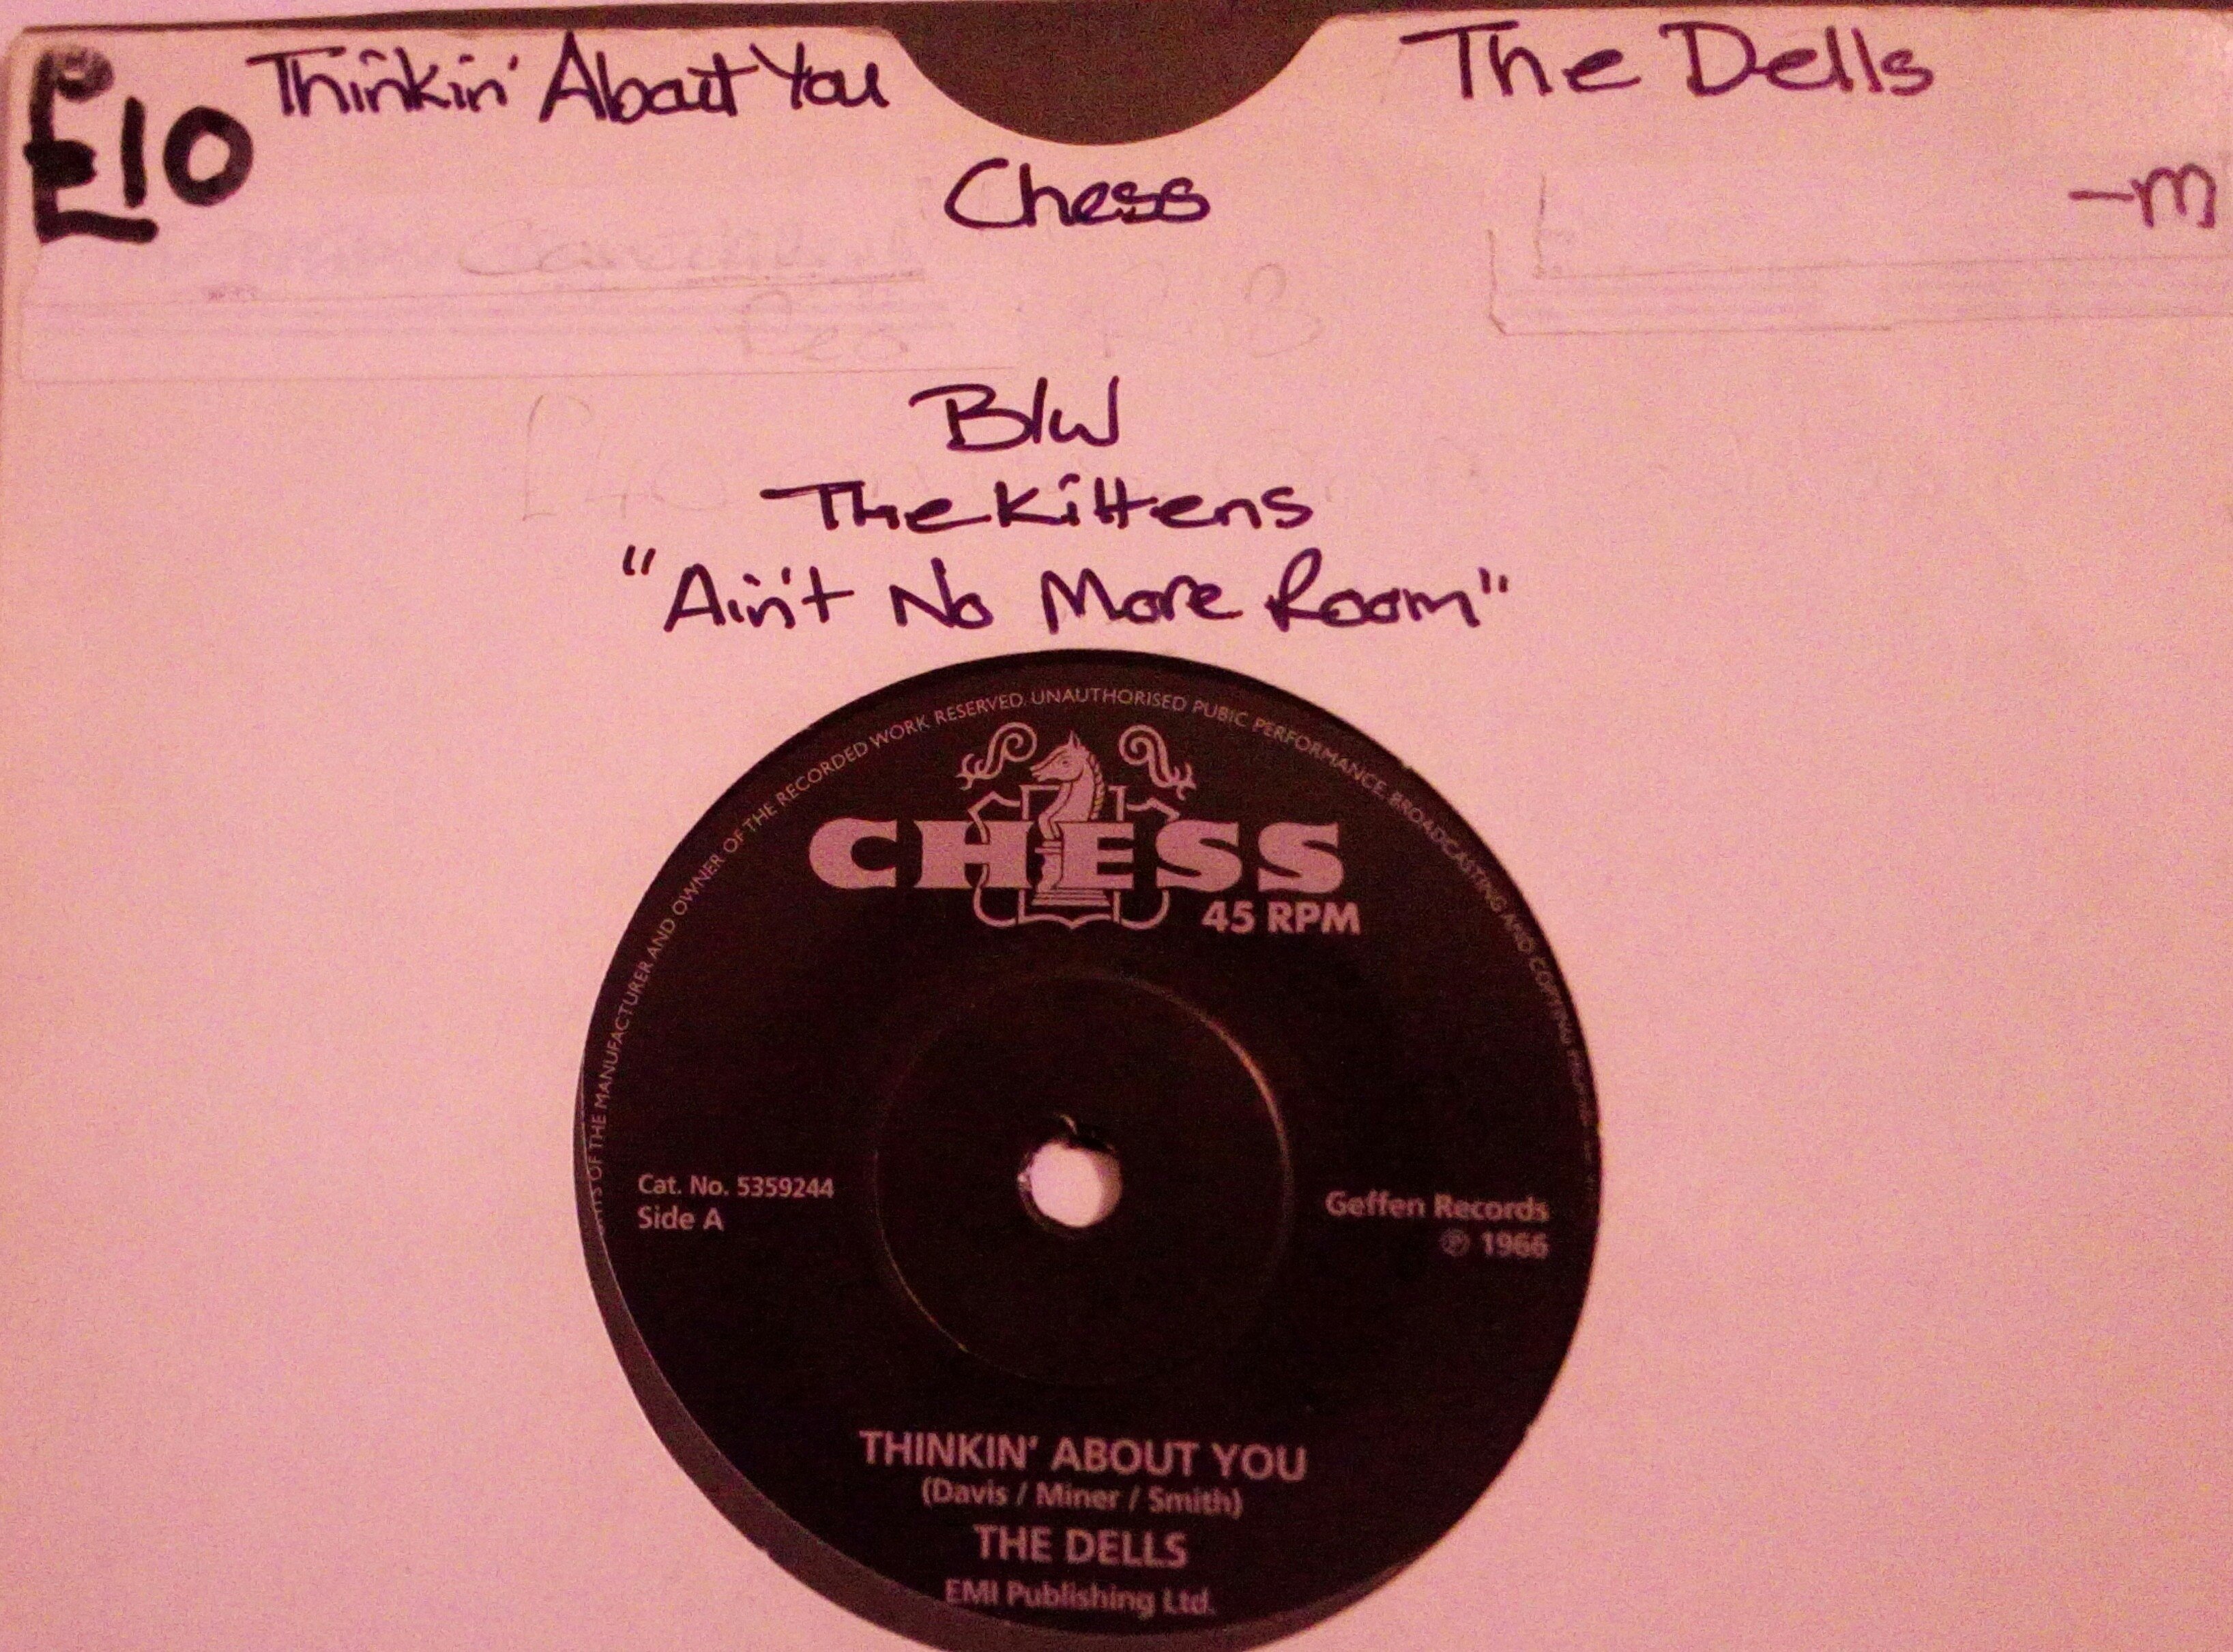 Thinkin' About You
The Dells
£10
Chess
-m
B/W
The Kittens
"Ain't No More Room"
OF THE MANUFACTURER AND OWNER OF THE RECORDED WORK RESERVED. UNAUTHORISED PUBIC PERFORMANCE, BROADCASTING AND COPYING
CHESS
45 RPM
Cat. No. 5359244
Side A
Geffen Records
℗ 1966
THINKIN' ABOUT YOU
(Davis / Miner / Smith)
THE DELLS
EMI Publishing Ltd.